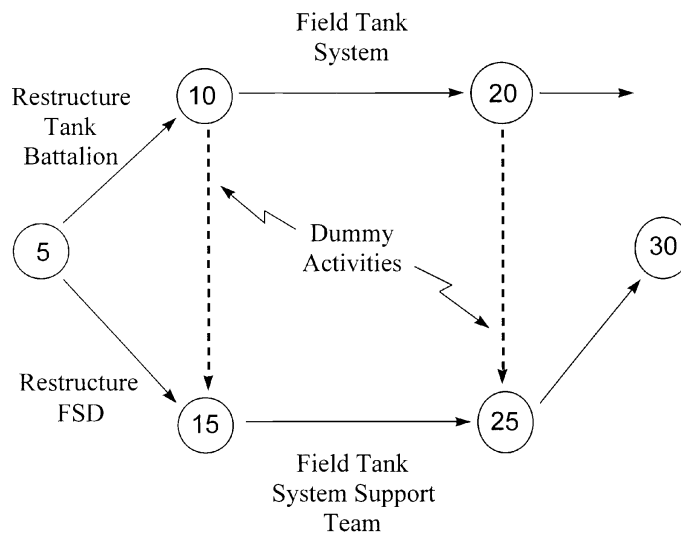 Field Tank
System
10
20
Restructure
Tank
Battalion
5
Dummy
Activities
30
Restructure
FSD
15
25
Field Tank
System Support
Team